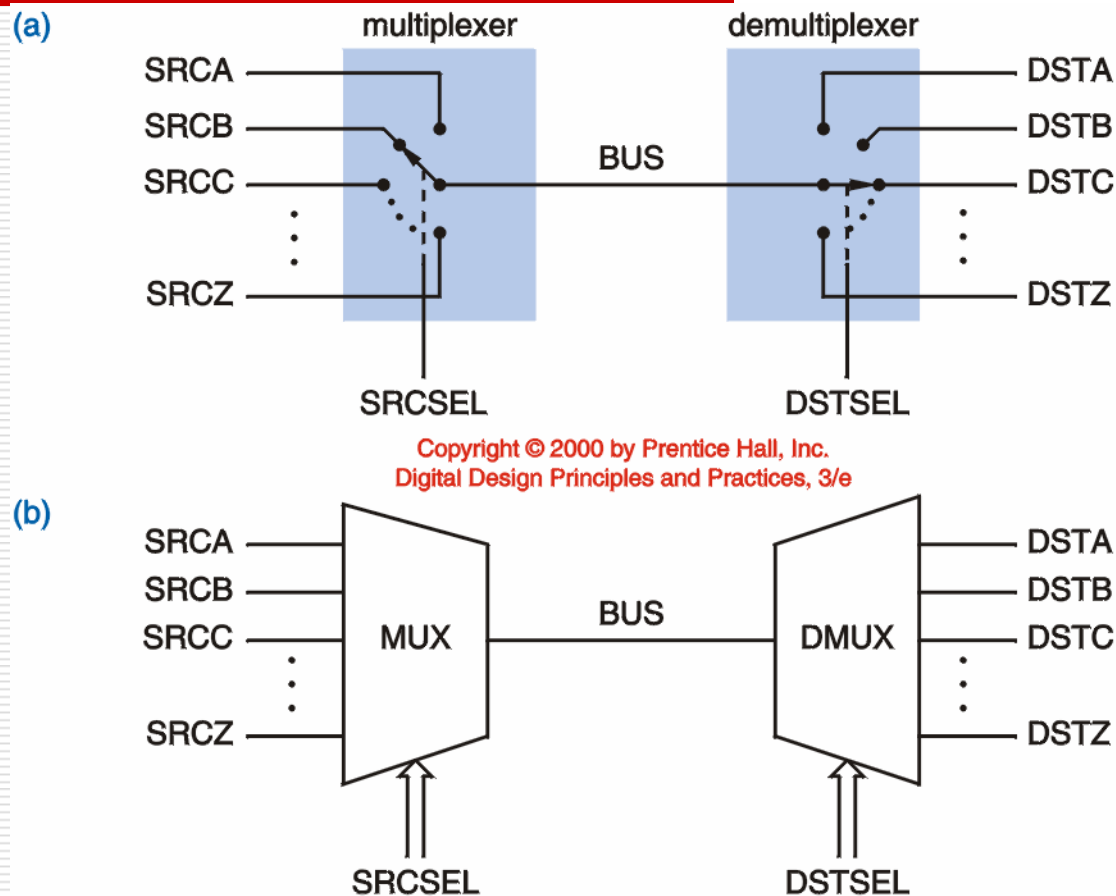 (a)
multiplexer demultiplexer
SRCA DSTA
SRCB DSTB
BUS
SRCC DSTC
SRCZ DSTZ
SRCSEL DSTSEL
Copyright © 2000 by Prentice Hall, Inc.
Digital Design Principles and Practices, 3/e
(b)
SRCA DSTA
SRCB DSTB
BUS
SRCC MUX DMUX DSTC
SRCZ DSTZ
SRCSEL DSTSEL